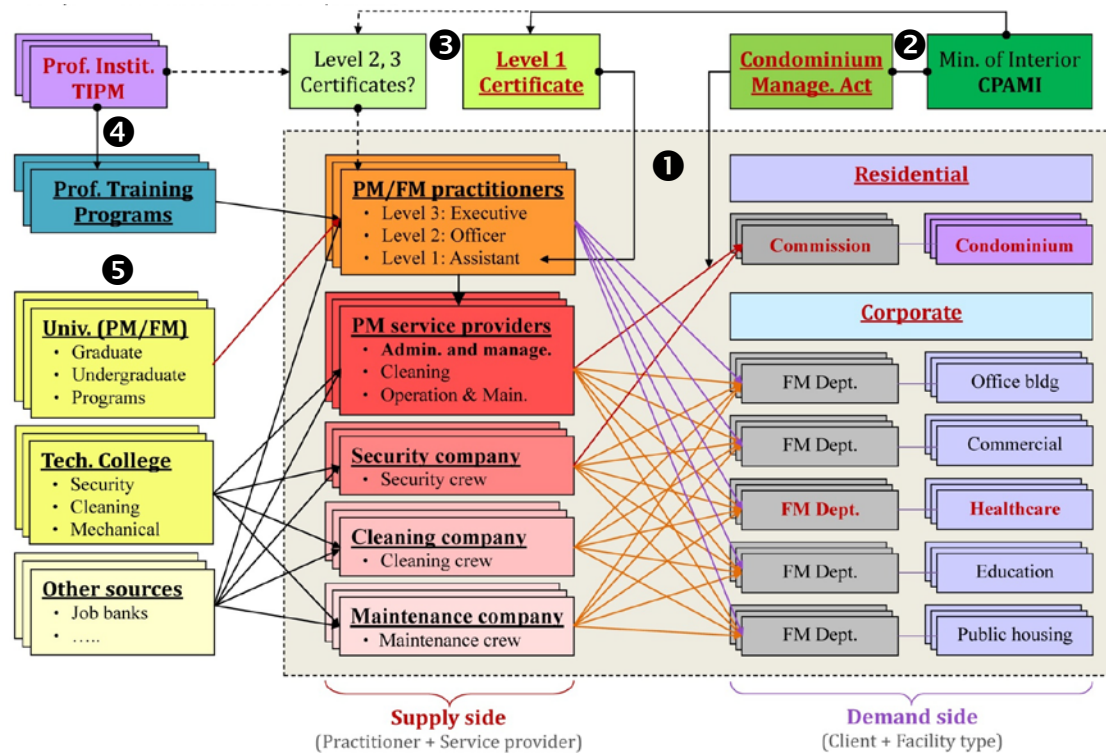 Prof. Instit.
TIPM
Level 2, 3
Certificates?
❸
Level 1
Certificate
Condominium
Manage. Act
❷
Min. of Interior
CPAMI
❹
Prof. Training
Programs
❶
PM/FM practitioners
• Level 3: Executive
• Level 2: Officer
• Level 1: Assistant
Residential
Commission
Condominium
❺
Univ. (PM/FM)
• Graduate
• Undergraduate
• Programs
PM service providers
• Admin. and manage.
• Cleaning
• Operation & Main.
Corporate
FM Dept.
Office bldg
FM Dept.
Commercial
Tech. College
• Security
• Cleaning
• Mechanical
Security company
• Security crew
FM Dept.
Healthcare
Cleaning company
• Cleaning crew
FM Dept.
Education
Other sources
• Job banks
• …..
Maintenance company
• Maintenance crew
FM Dept.
Public housing
Supply side
(Practitioner + Service provider)
Demand side
(Client + Facility type)